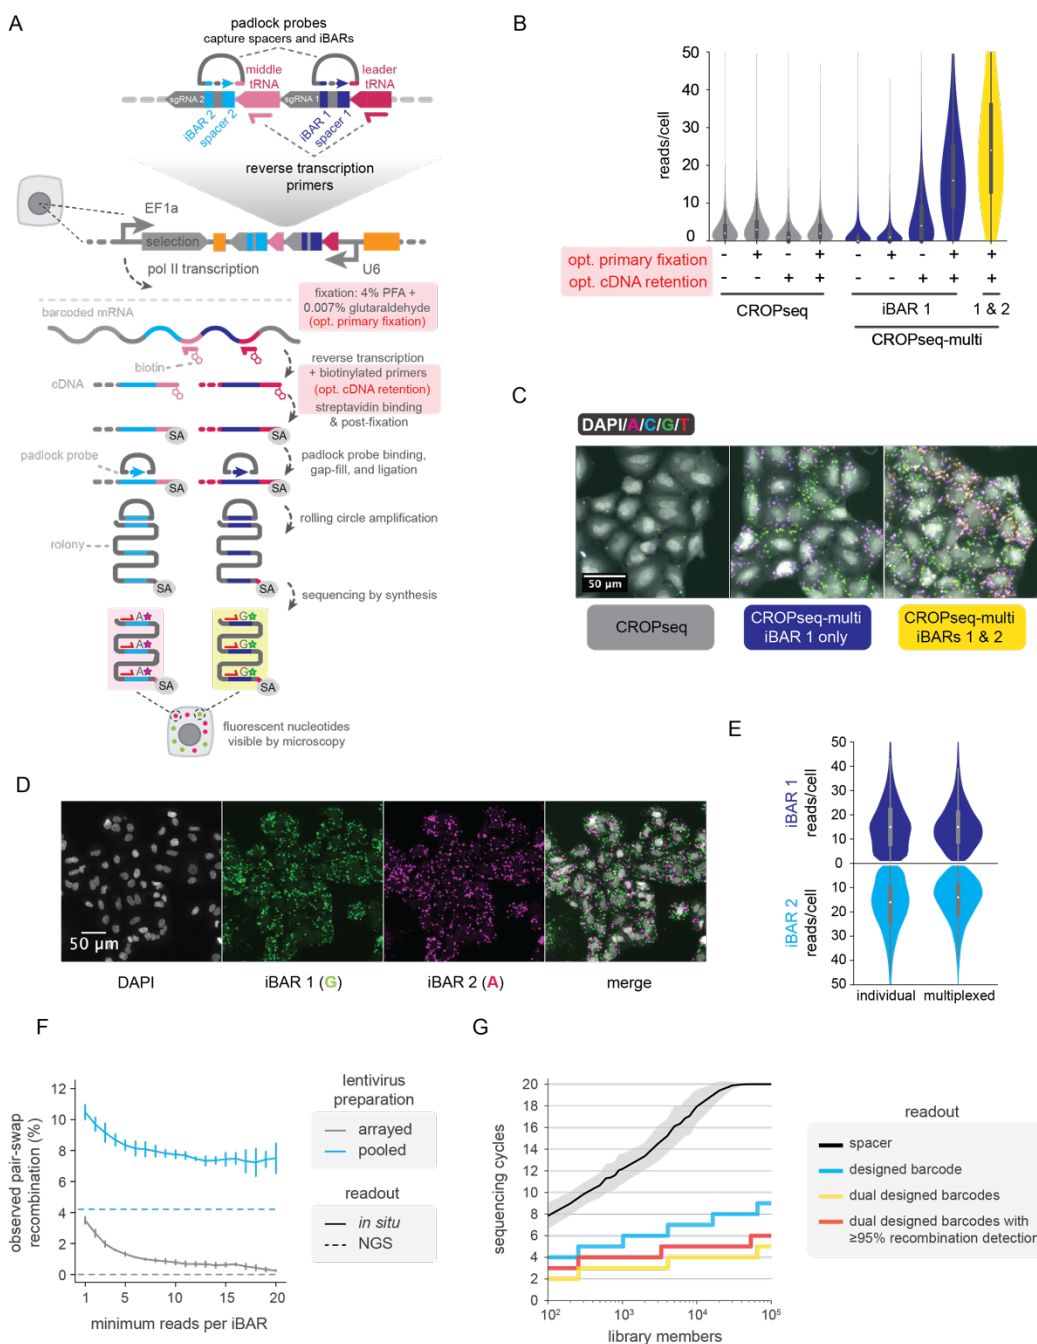 A
padlock probes
capture spacers and iBARs
middle
tRNA
leader
tRNA
sgRNA 2
sgRNA 1
iBAR 2
spacer 2
iBAR 1
spacer 1
reverse transcription
primers
EF1a
selection
pol II transcription
U6
barcoded mRNA
fixation: 4% PFA +
0.007% glutaraldehyde
(opt. primary fixation)
biotin
reverse transcription
+ biotinylated primers
(opt. cDNA retention)
cDNA
streptavidin binding
& post-fixation
SA
SA
padlock probe
padlock probe binding,
gap-fill, and ligation
SA
SA
rolling circle amplification
rolony
SA
SA
sequencing by synthesis
A
G
A
G
A
G
SA
SA
fluorescent nucleotides
visible by microscopy
B
reads/cell
50
40
30
20
10
0
opt. primary fixation
- + - + - + - + +
opt. cDNA retention
- - + + - - + + +
CROPseq
iBAR 1
1 & 2
CROPseq-multi
C
DAPI/A/C/G/T
50 µm
CROPseq
CROPseq-multi
iBAR 1 only
CROPseq-multi
iBARs 1 & 2
D
50 µm
DAPI
iBAR 1 (G)
iBAR 2 (A)
merge
E
iBAR 1
reads/cell
50
40
30
20
10
0
iBAR 2
reads/cell
10
20
30
40
50
individual
multiplexed
F
observed pair-swap
recombination (%)
12
10
8
6
4
2
0
1
5
10
15
20
minimum reads per iBAR
lentivirus
preparation
arrayed
pooled
readout
in situ
NGS
G
sequencing cycles
20
18
16
14
12
10
8
6
4
2
0
10²
10³
10⁴
10⁵
library members
readout
spacer
designed barcode
dual designed barcodes
dual designed barcodes with
≥95% recombination detection